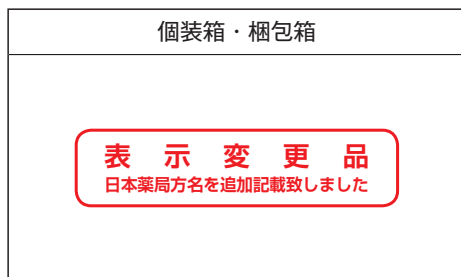 個装箱・梱包箱
表示変更品
日本薬局方名を追加記載致しました